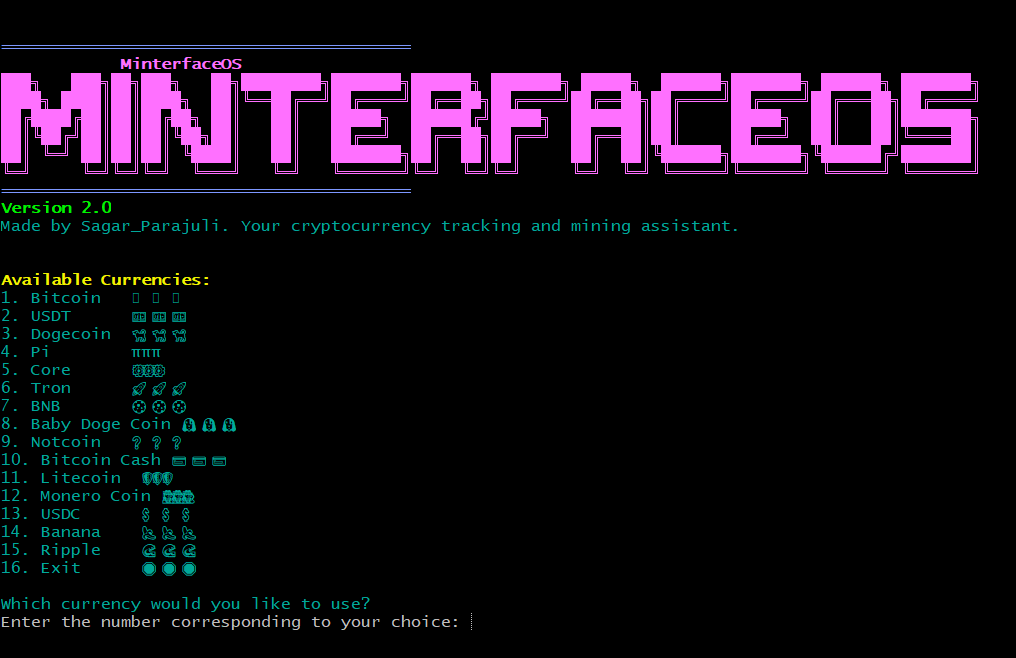 MinterfaceOS
MINTERFACEOS
Version 2.0
Made by Sagar_Parajuli. Your cryptocurrency tracking and mining assistant.
Available Currencies:
1. Bitcoin
2. USDT
3. Dogecoin
4. Pi πππ
5. Core
6. Tron
7. BNB
8. Baby Doge Coin
9. Notcoin ? ? ?
10. Bitcoin Cash
11. Litecoin
12. Monero Coin
13. USDC
14. Banana
15. Ripple
16. Exit
Which currency would you like to use?
Enter the number corresponding to your choice: